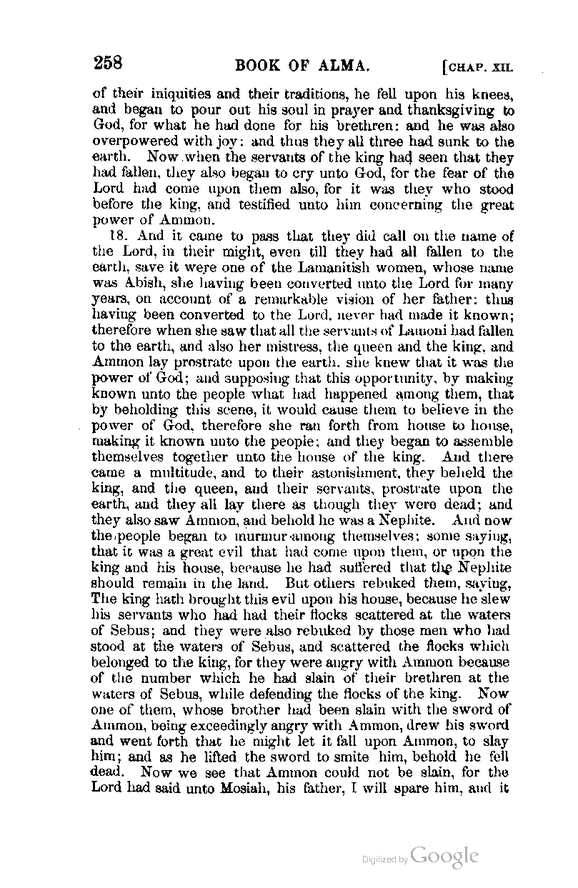 258 BOOK OF ALMA. [CHAP. XII.
of their iniquities and their traditions, he fell upon his knees,
and began to pour out his soul in prayer and thanksgiving to
God, for what he had done for his brethren: and he was also
overpowered with joy: and thus they all three had sunk to the
earth. Now when the servants of the king had seen that they
had fallen, they also began to cry unto God, for the fear of the
Lord had come upon them also, for it was they who stood
before the king, and testified unto him concerning the great
power of Ammon.
18. And it came to pass that they did call on the name of
the Lord, in their might, even till they had all fallen to the
earth, save it were one of the Lamanitish women, whose name
was Abish, she having been converted unto the Lord for many
years, on account of a remarkable vision of her father: thus
having been converted to the Lord, never had made it known;
therefore when she saw that all the servants of Lamoni had fallen
to the earth, and also her mistress, the queen and the king, and
Ammon lay prostrate upon the earth, she knew that it was the
power of God; and supposing that this opportunity, by making
known unto the people what had happened among them, that
by beholding this scene, it would cause them to believe in the
power of God, therefore she ran forth from house to house,
making it known unto the people; and they began to assemble
themselves together unto the house of the king. And there
came a multitude, and to their astonishment, they beheld the
king, and the queen, and their servants, prostrate upon the
earth, and they all lay there as though they were dead; and
they also saw Ammon, and behold he was a Nephite. And now
the people began to murmur among themselves; some saying,
that it was a great evil that had come upon them, or upon the
king and his house, because he had suffered that the Nephite
should remain in the land. But others rebuked them, saying,
The king hath brought this evil upon his house, because he slew
his servants who had had their flocks scattered at the waters
of Sebus; and they were also rebuked by those men who had
stood at the waters of Sebus, and scattered the flocks which
belonged to the king, for they were angry with Ammon because
of the number which he had slain of their brethren at the
waters of Sebus, while defending the flocks of the king. Now
one of them, whose brother had been slain with the sword of
Ammon, being exceedingly angry with Ammon, drew his sword
and went forth that he might let it fall upon Ammon, to slay
him; and as he lifted the sword to smite him, behold he fell
dead. Now we see that Ammon could not be slain, for the
Lord had said unto Mosiah, his father, I will spare him, and it
Digitized by Google